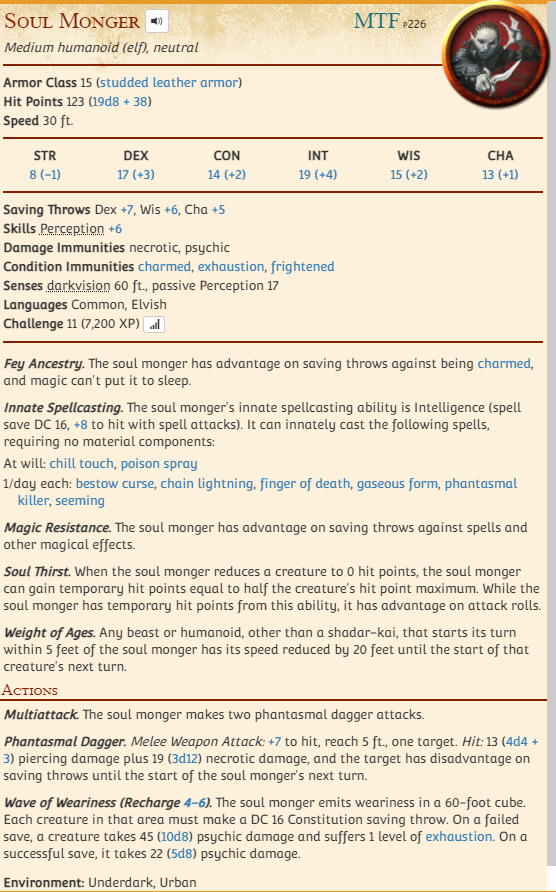 Soul Monger
MTF P226
Medium humanoid (elf), neutral
Armor Class 15 (studded leather armor)
Hit Points 123 (19d8 + 38)
Speed 30 ft.
STR DEX CON INT WIS CHA
8 (−1) 17 (+3) 14 (+2) 19 (+4) 15 (+2) 13 (+1)
Saving Throws Dex +7, Wis +6, Cha +5
Skills Perception +6
Damage Immunities necrotic, psychic
Condition Immunities charmed, exhaustion, frightened
Senses darkvision 60 ft., passive Perception 17
Languages Common, Elvish
Challenge 11 (7,200 XP)
Fey Ancestry. The soul monger has advantage on saving throws against being charmed,
and magic can't put it to sleep.
Innate Spellcasting. The soul monger's innate spellcasting ability is Intelligence (spell
save DC 16, +8 to hit with spell attacks). It can innately cast the following spells,
requiring no material components:
At will: chill touch, poison spray
1/day each: bestow curse, chain lightning, finger of death, gaseous form, phantasmal
killer, seeming
Magic Resistance. The soul monger has advantage on saving throws against spells and
other magical effects.
Soul Thirst. When the soul monger reduces a creature to 0 hit points, the soul monger
can gain temporary hit points equal to half the creature's hit point maximum. While the
soul monger has temporary hit points from this ability, it has advantage on attack rolls.
Weight of Ages. Any beast or humanoid, other than a shadar-kai, that starts its turn
within 5 feet of the soul monger has its speed reduced by 20 feet until the start of that
creature's next turn.
Actions
Multiattack. The soul monger makes two phantasmal dagger attacks.
Phantasmal Dagger. Melee Weapon Attack: +7 to hit, reach 5 ft., one target. Hit: 13 (4d4 +
3) piercing damage plus 19 (3d12) necrotic damage, and the target has disadvantage on
saving throws until the start of the soul monger's next turn.
Wave of Weariness (Recharge 4–6). The soul monger emits weariness in a 60-foot cube.
Each creature in that area must make a DC 16 Constitution saving throw. On a failed
save, a creature takes 45 (10d8) psychic damage and suffers 1 level of exhaustion. On a
successful save, it takes 22 (5d8) psychic damage.
Environment: Underdark, Urban